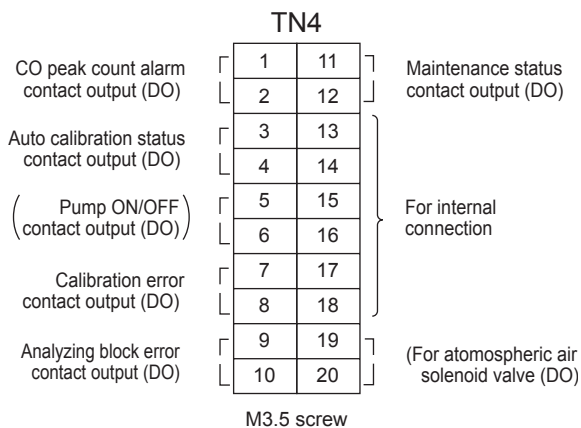 TN4
CO peak count alarm
contact output (DO)
1 11
2 12
Maintenance status
contact output (DO)
Auto calibration status
contact output (DO)
3 13
4 14
(Pump ON/OFF
contact output (DO))
5 15
6 16
For internal
connection
Calibration error
contact output (DO)
7 17
8 18
Analyzing block error
contact output (DO)
9 19
10 20
(For atomospheric air
solenoid valve (DO)
M3.5 screw